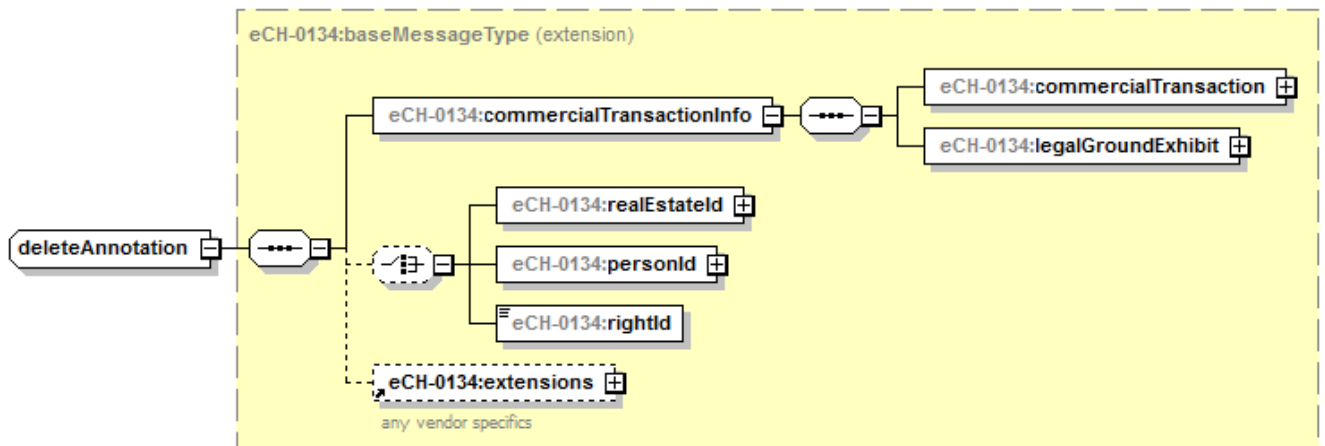 eCH-0134:baseMessageType (extension)
eCH-0134:commercialTransaction
eCH-0134:commercialTransactionInfo
eCH-0134:legalGroundExhibit
eCH-0134:realEstateId
deleteAnnotation
eCH-0134:personId
eCH-0134:rightId
eCH-0134:extensions
any vendor specifics